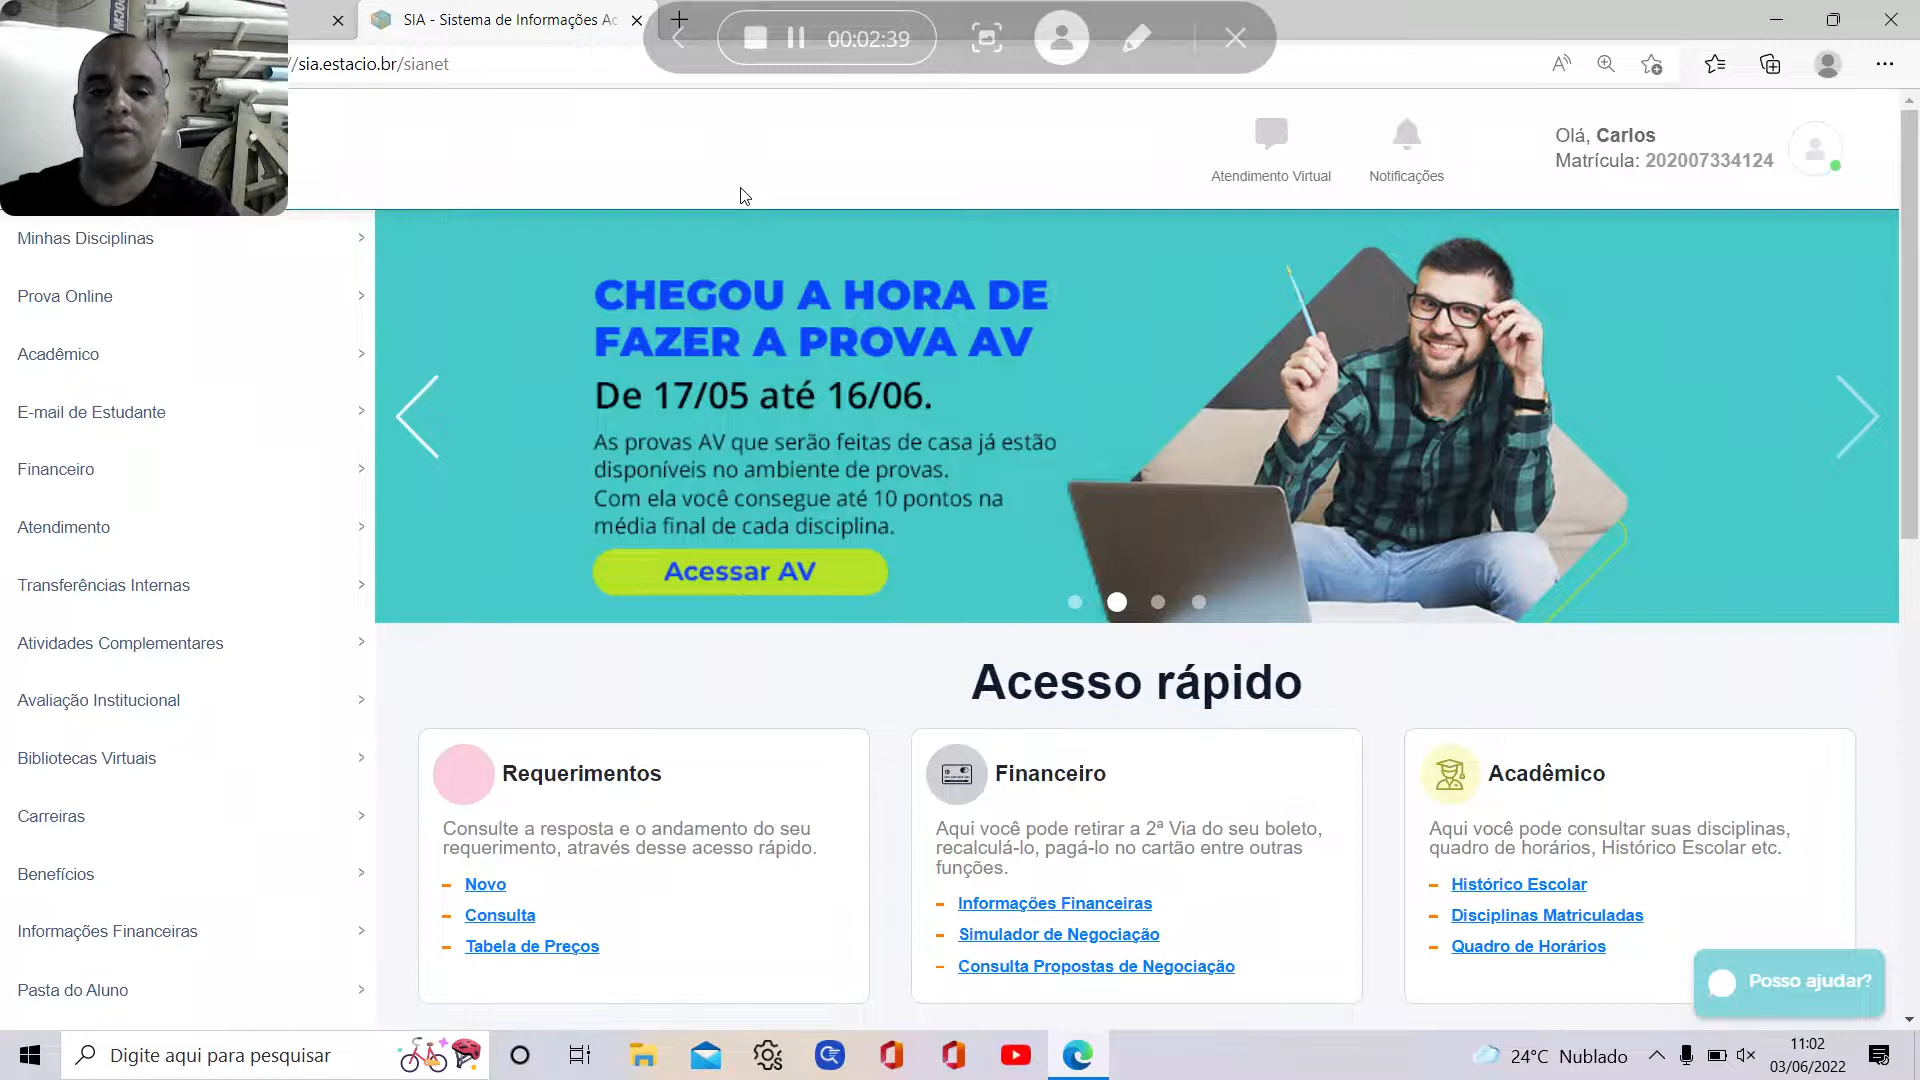 SIA - Sistema de Informações Ac
00:02:39
//sia.estacio.br/sianet
Atendimento Virtual
Notificações
Olá, Carlos
Matrícula: 202007334124
Minhas Disciplinas
Prova Online
Acadêmico
E-mail de Estudante
Financeiro
Atendimento
Transferências Internas
Atividades Complementares
Avaliação Institucional
Bibliotecas Virtuais
Carreiras
Benefícios
Informações Financeiras
Pasta do Aluno
CHEGOU A HORA DE
FAZER A PROVA AV
De 17/05 até 16/06.
As provas AV que serão feitas de casa já estão
disponíveis no ambiente de provas.
Com ela você consegue até 10 pontos na
média final de cada disciplina.
Acessar AV
Acesso rápido
Requerimentos
Consulte a resposta e o andamento do seu
requerimento, através desse acesso rápido.
Novo
Consulta
Tabela de Preços
Financeiro
Aqui você pode retirar a 2ª Via do seu boleto,
recalculá-lo, pagá-lo no cartão entre outras
funções.
Informações Financeiras
Simulador de Negociação
Consulta Propostas de Negociação
Acadêmico
Aqui você pode consultar suas disciplinas,
quadro de horários, Histórico Escolar etc.
Histórico Escolar
Disciplinas Matriculadas
Quadro de Horários
Posso ajudar?
Digite aqui para pesquisar
24°C Nublado
11:02
03/06/2022